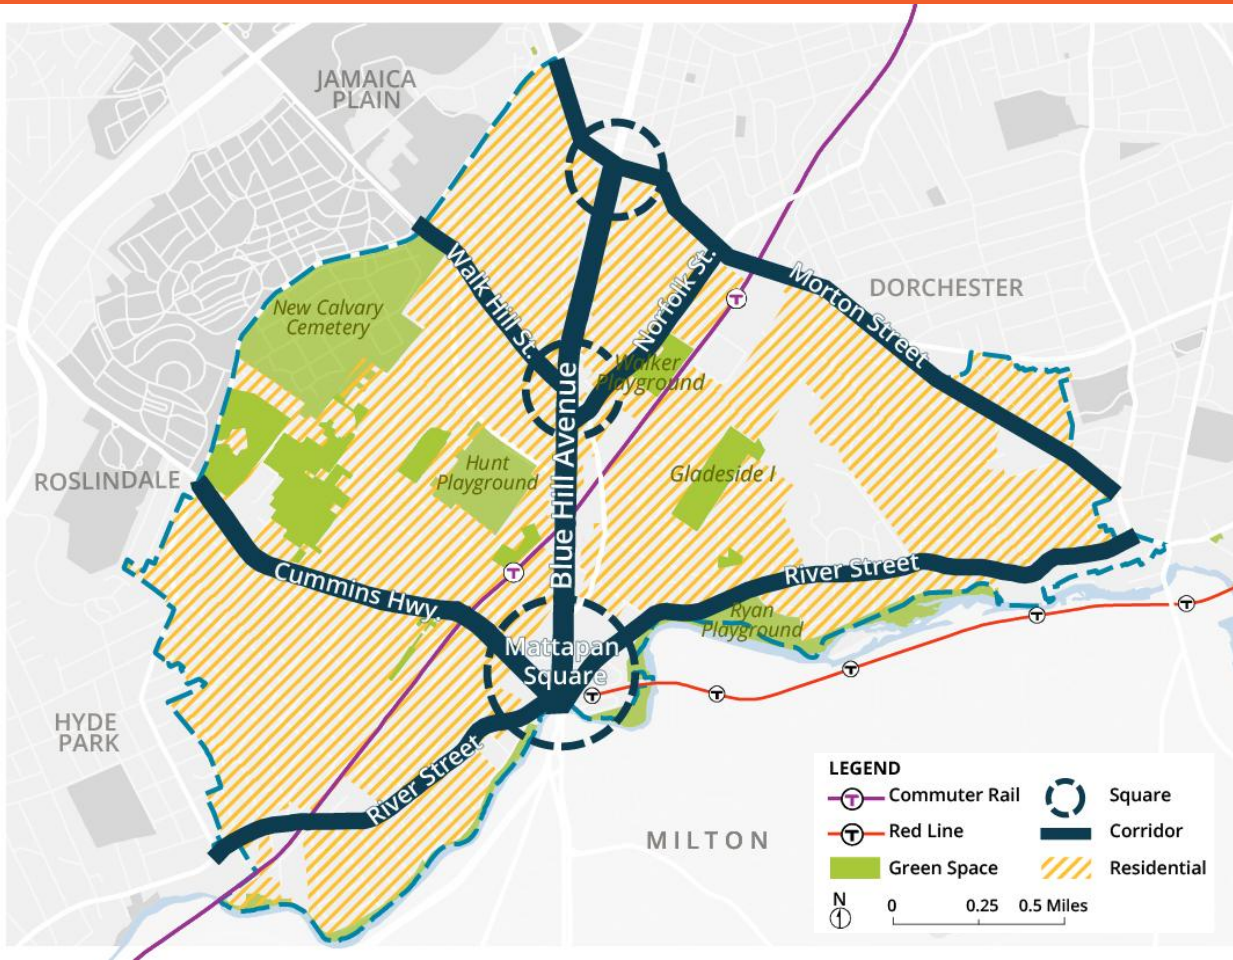 JAMAICA
PLAIN
New Calvary
Cemetery
Walk Hill St.
Norfolk St.
Morton Street
DORCHESTER
Walker
Playground
Blue Hill Avenue
ROSLINDALE
Hunt
Playground
Gladeside I
Cummins Hwy.
River Street
Ryan
Playground
Mattapan
Square
HYDE
PARK
River Street
MILTON
LEGEND
T Commuter Rail
Square
T Red Line
Corridor
Green Space
Residential
N
0 0.25 0.5 Miles
T
T
T
T
T
T
T